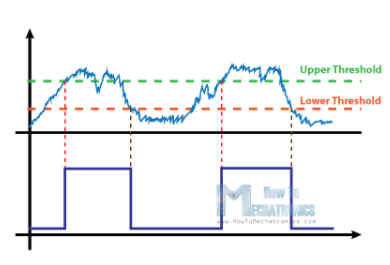 Upper Threshold
Lower Threshold
How To
MECHATRONICS
www.HowToMechatronics.com